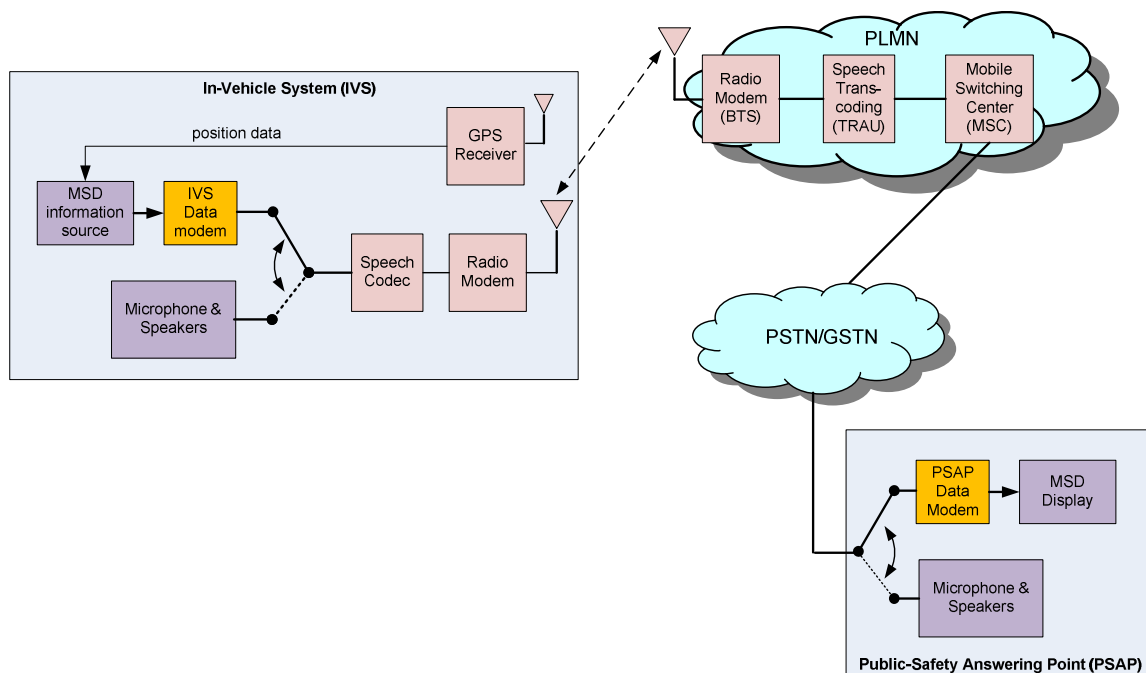 In-Vehicle System (IVS)
position data
GPS
Receiver
MSD
information
source
IVS
Data
modem
Speech
Codec
Radio
Modem
Microphone &
Speakers
PLMN
Radio
Modem
(BTS)
Speech
Trans-
coding
(TRAU)
Mobile
Switching
Center
(MSC)
PSTN/GSTN
PSAP
Data
Modem
MSD
Display
Microphone &
Speakers
Public-Safety Answering Point (PSAP)